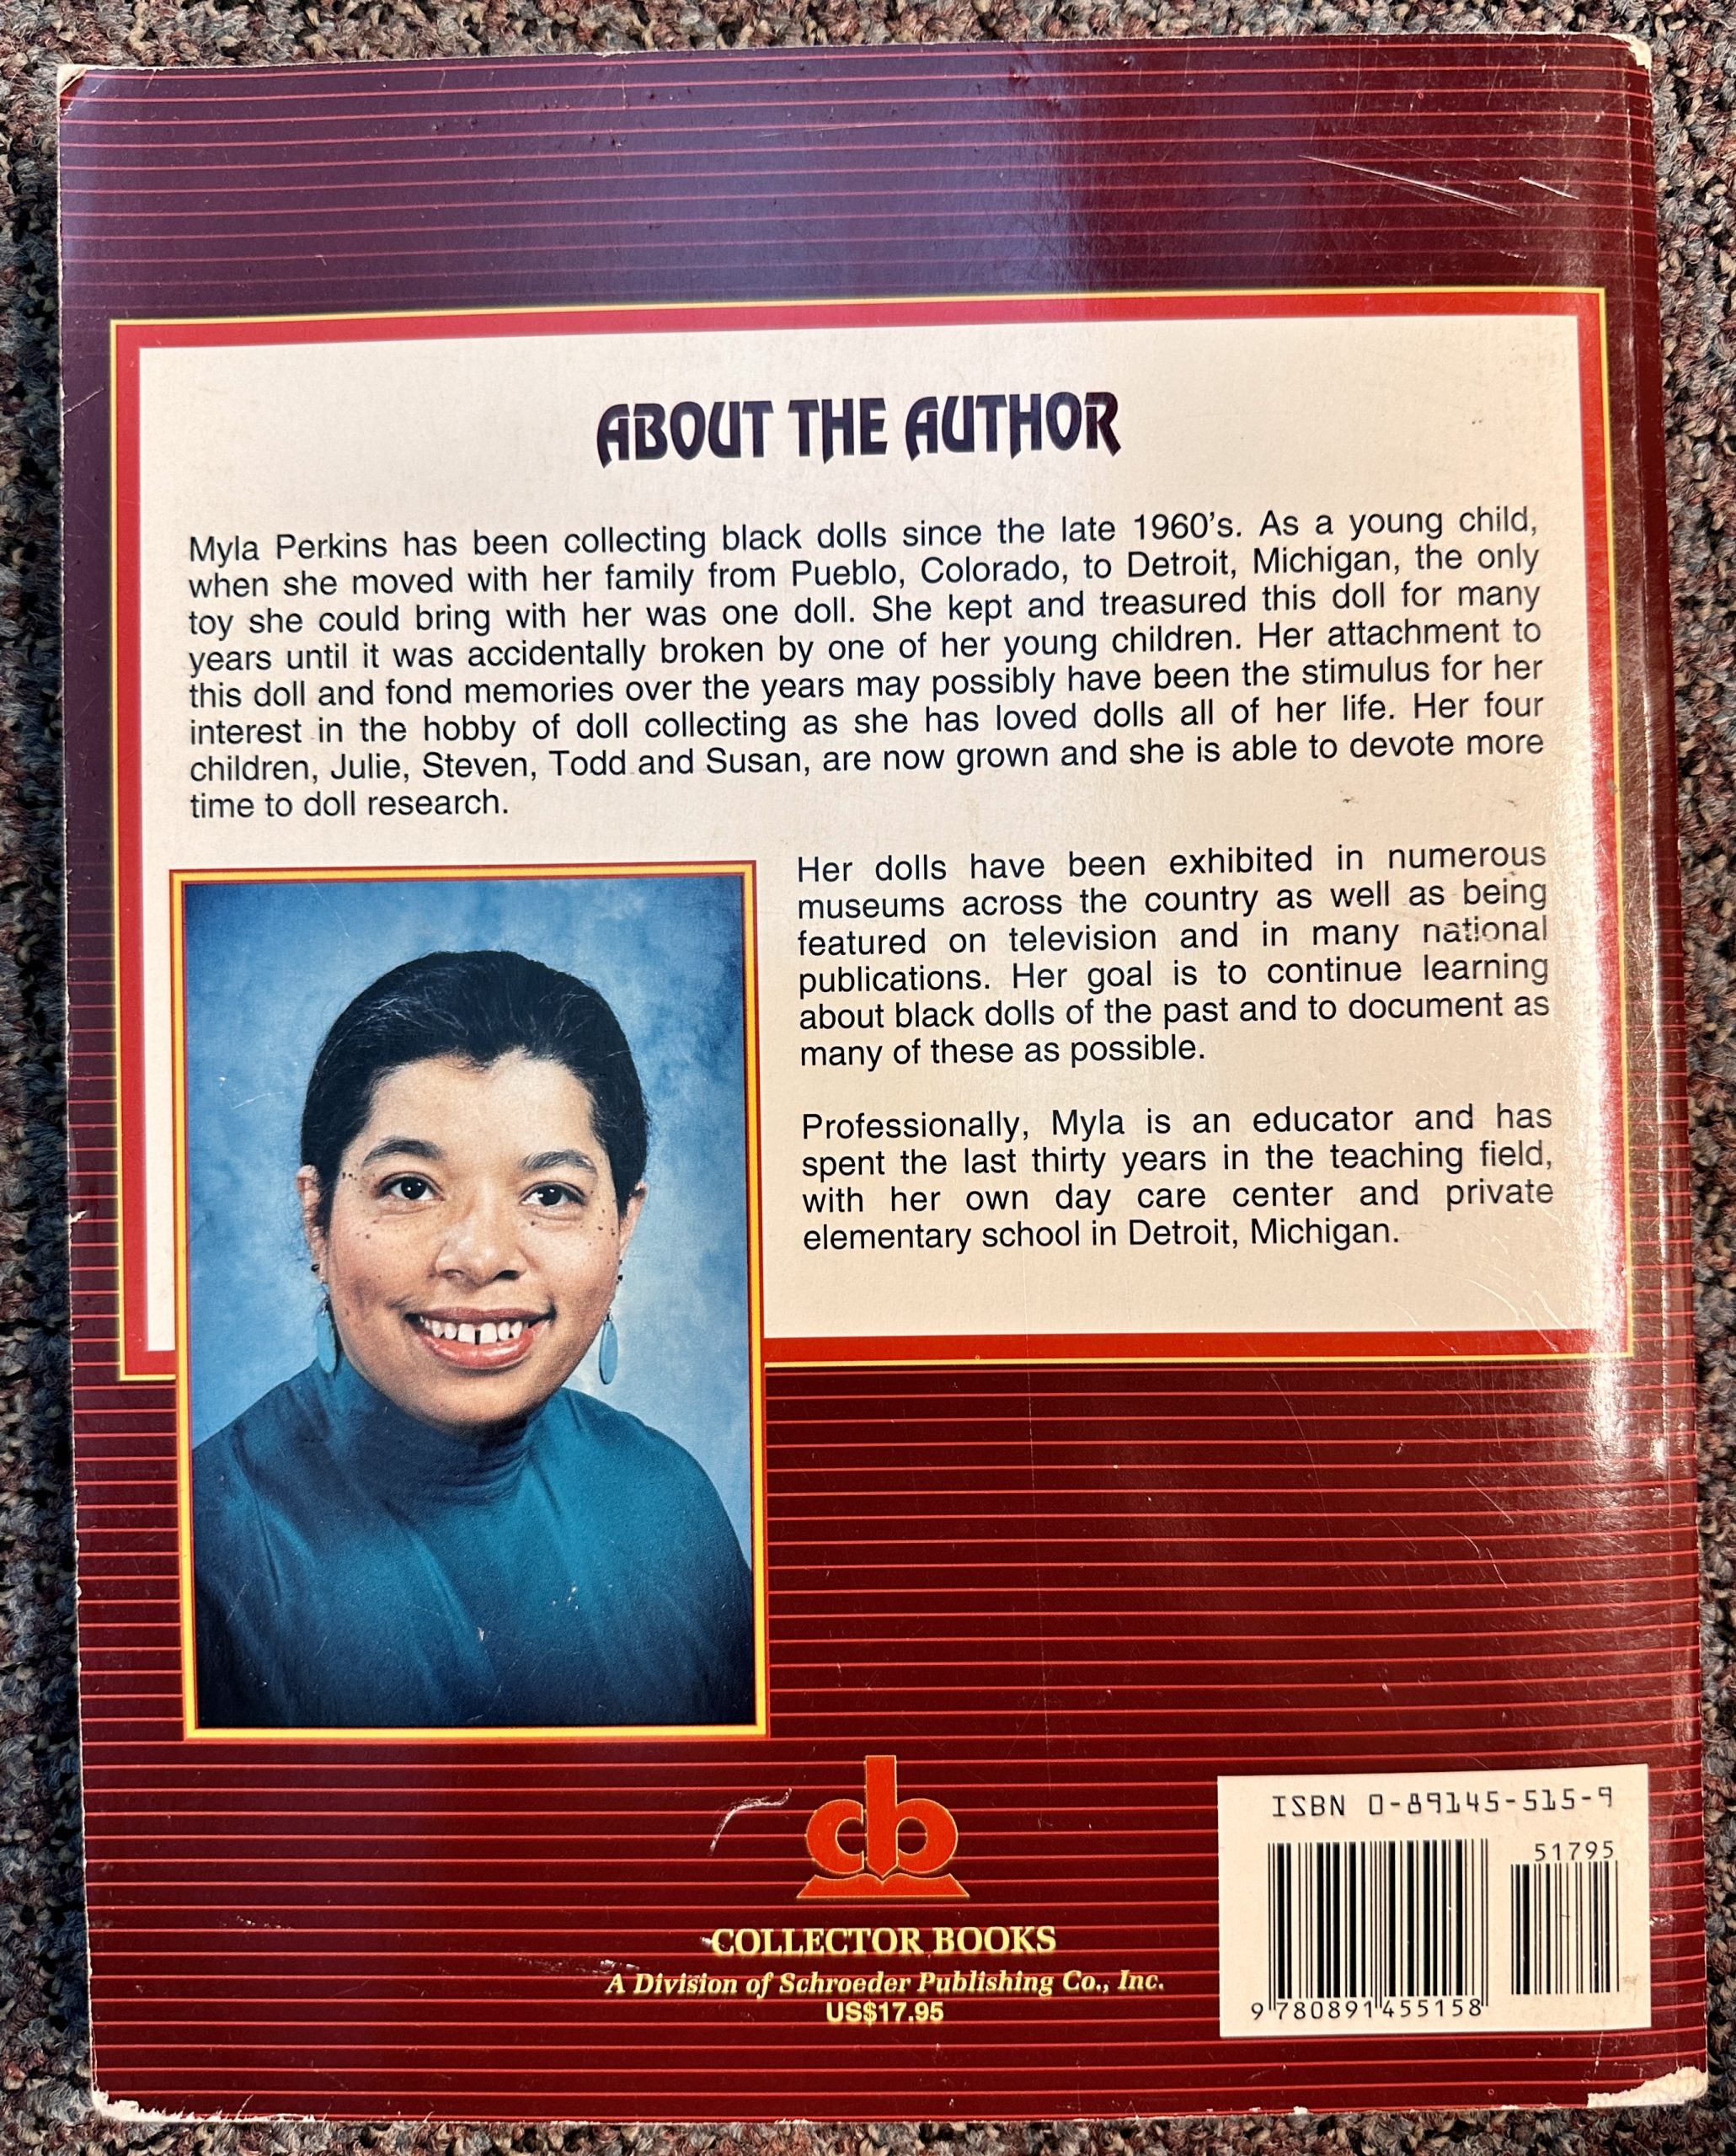 ABOUT THE AUTHOR
Myla Perkins has been collecting black dolls since the late 1960's. As a young child,
when she moved with her family from Pueblo, Colorado, to Detroit, Michigan, the only
toy she could bring with her was one doll. She kept and treasured this doll for many
years until it was accidentally broken by one of her young children. Her attachment to
this doll and fond memories over the years may possibly have been the stimulus for her
interest in the hobby of doll collecting as she has loved dolls all of her life. Her four
children, Julie, Steven, Todd and Susan, are now grown and she is able to devote more
time to doll research.
Her dolls have been exhibited in numerous
museums across the country as well as being
featured on television and in many national
publications. Her goal is to continue learning
about black dolls of the past and to document as
many of these as possible.
Professionally, Myla is an educator and has
spent the last thirty years in the teaching field,
with her own day care center and private
elementary school in Detroit, Michigan.
cb
COLLECTOR BOOKS
A Division of Schroeder Publishing Co., Inc.
US$17.95
ISBN 0-89145-515-9
51795
9 780891 455158